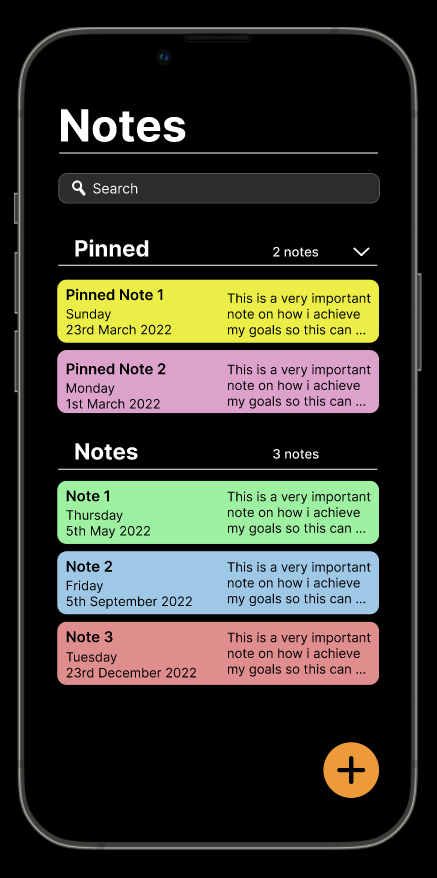 Notes
Search
Pinned 2 notes
Pinned Note 1
Sunday
23rd March 2022
This is a very important
note on how i achieve
my goals so this can ...
Pinned Note 2
Monday
1st March 2022
This is a very important
note on how i achieve
my goals so this can ...
Notes 3 notes
Note 1
Thursday
5th May 2022
This is a very important
note on how i achieve
my goals so this can ...
Note 2
Friday
5th September 2022
This is a very important
note on how i achieve
my goals so this can ...
Note 3
Tuesday
23rd December 2022
This is a very important
note on how i achieve
my goals so this can ...